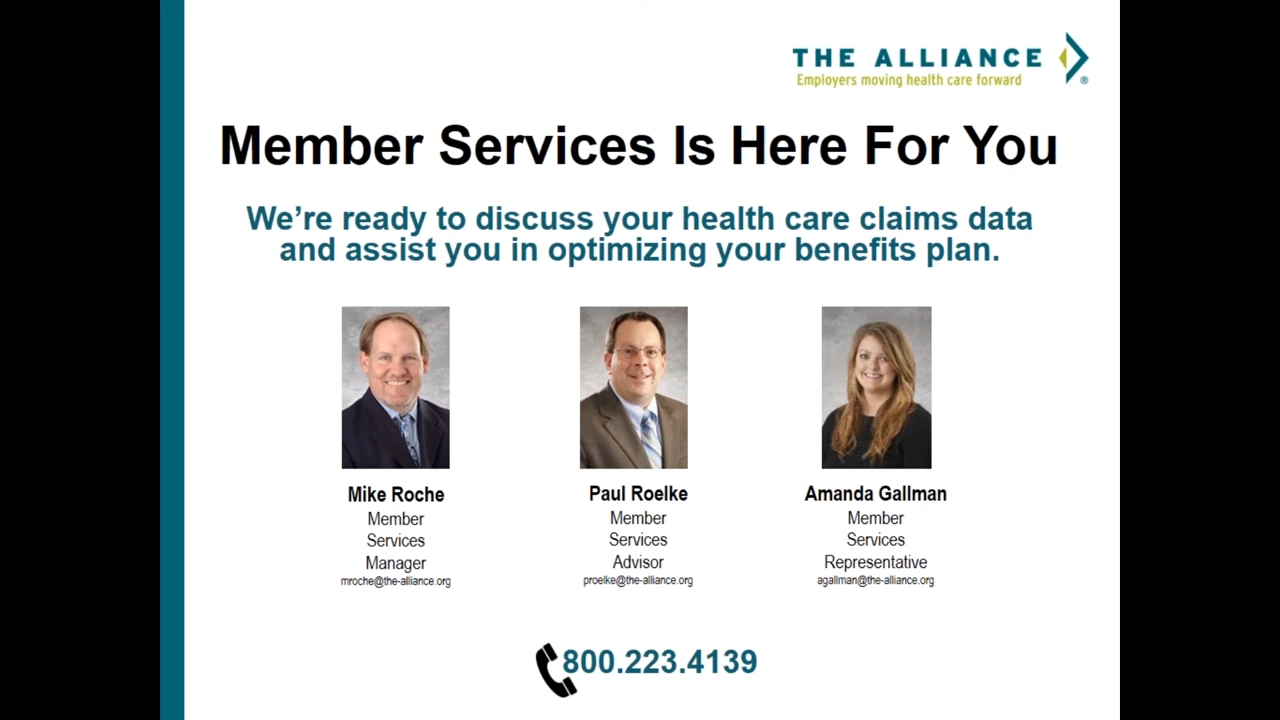 THE ALLIANCE
®
Employers moving health care forward
Member Services Is Here For You
We’re ready to discuss your health care claims data
and assist you in optimizing your benefits plan.
Mike Roche
Member
Services
Manager
mroche@the-alliance.org
Paul Roelke
Member
Services
Advisor
proelke@the-alliance.org
Amanda Gallman
Member
Services
Representative
agallman@the-alliance.org
800.223.4139